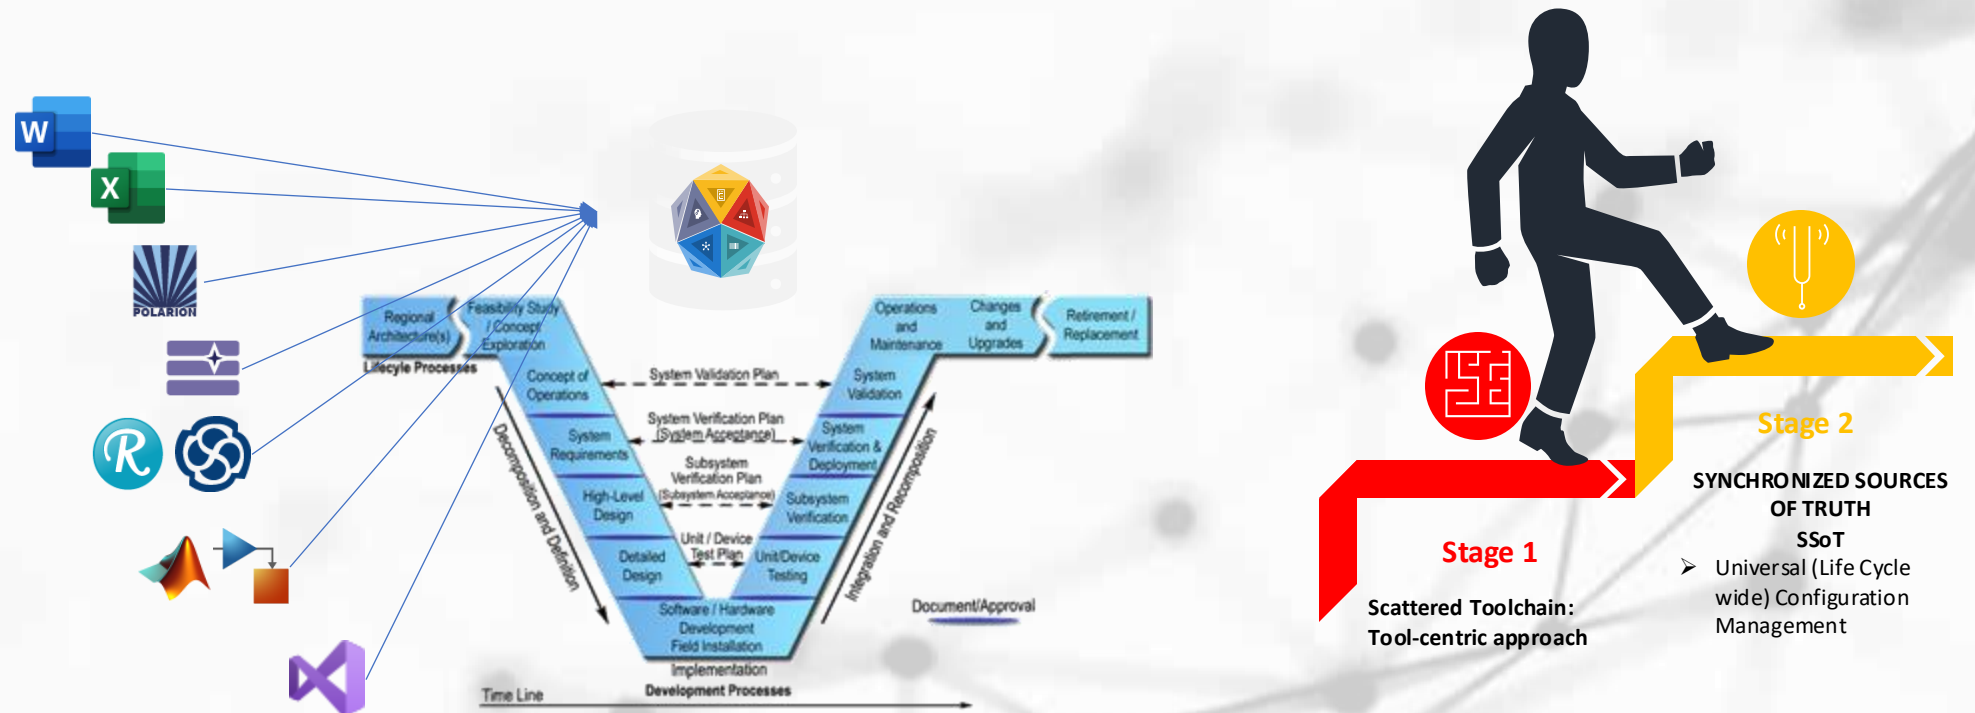 W
X
POLARION
R
Regional
Architecture(s)
Feasibility Study
/ Concept
Exploration
Lifecyle Processes
Concept of
Operations
System
Requirements
High-Level
Design
Detailed
Design
Software / Hardware
Development
Field Installation
Implementation
Development Processes
Time Line
Decomposition and Definition
System Validation Plan
System Verification Plan
(System Acceptance)
Subsystem
Verification Plan
(Subsystem Acceptance)
Unit / Device
Test Plan
Unit/Device
Testing
Subsystem
Verification
System
Verification &
Deployment
System
Validation
Operations
and
Maintenance
Changes
and
Upgrades
Retirement /
Replacement
Integration and Recomposition
Document/Approval
Stage 1
Scattered Toolchain:
Tool-centric approach
Stage 2
SYNCHRONIZED SOURCES
OF TRUTH
SSoT
➢ Universal (Life Cycle
wide) Configuration
Management